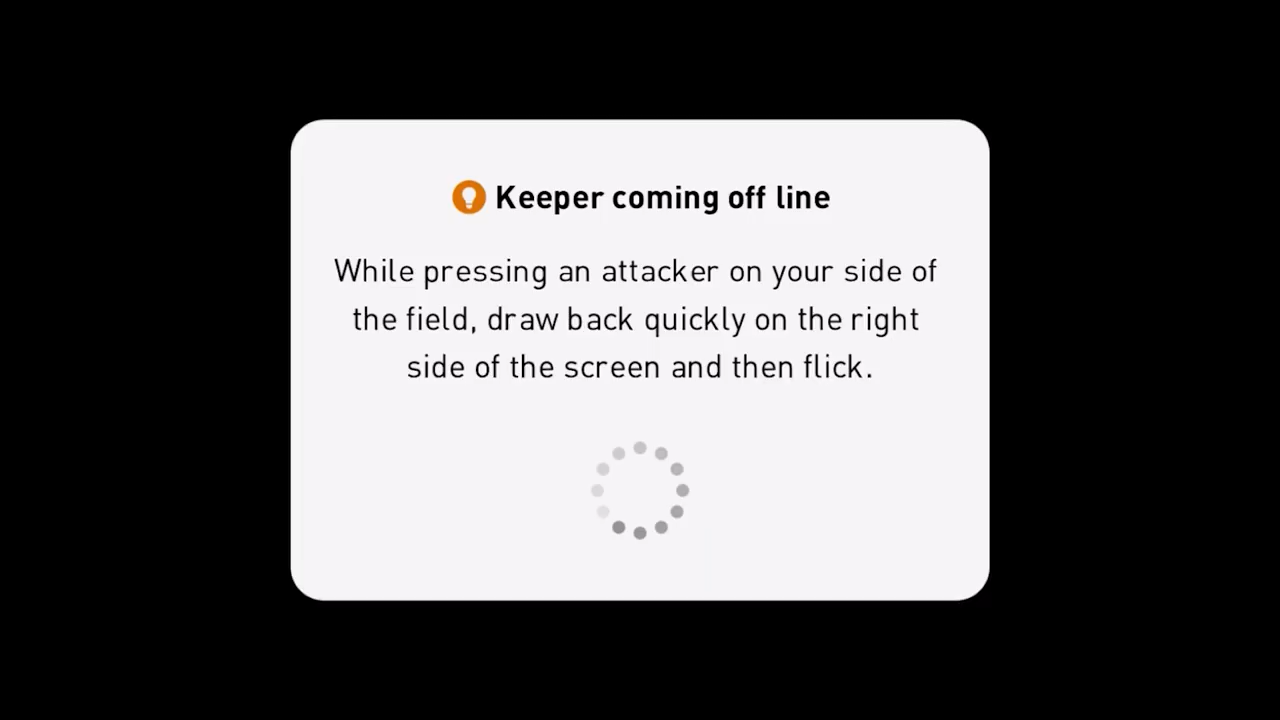 Keeper coming off line
While pressing an attacker on your side of
the field, draw back quickly on the right
side of the screen and then flick.